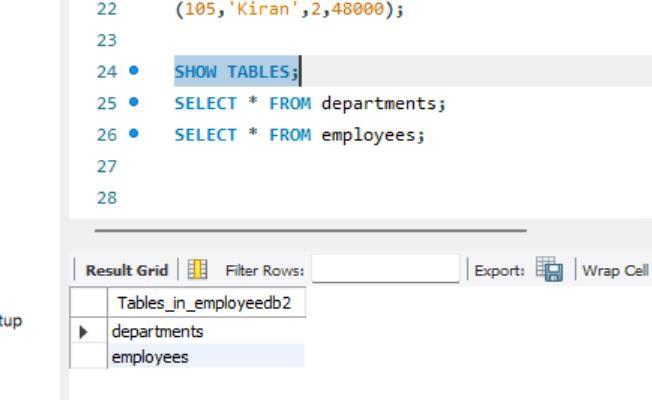 22 (105,'Kiran',2,48000);
23
24 SHOW TABLES;
25 SELECT * FROM departments;
26 SELECT * FROM employees;
27
28
Result Grid Filter Rows: Export: Wrap Cell
Tables_in_employeedb2
tup
departments
employees